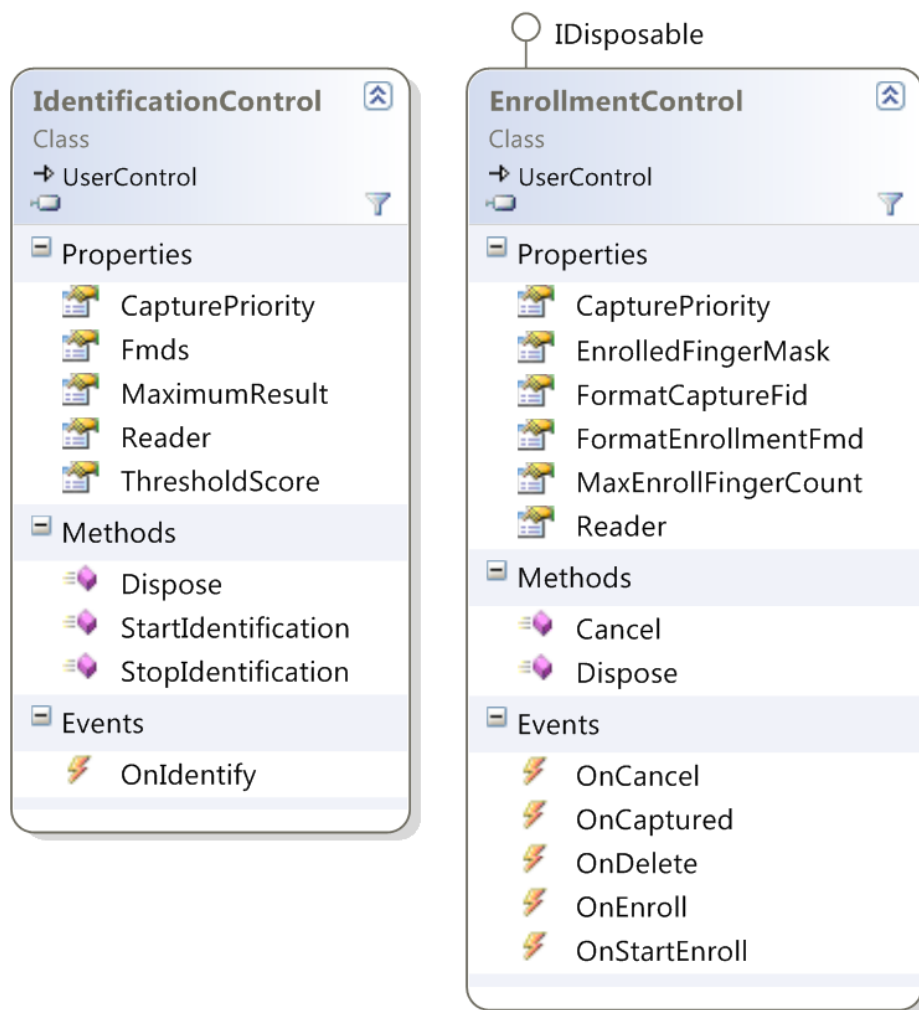 IdentificationControl
Class
UserControl
Properties
CapturePriority
Fmds
MaximumResult
Reader
ThresholdScore
Methods
Dispose
StartIdentification
StopIdentification
Events
OnIdentify
IDisposable
EnrollmentControl
Class
UserControl
Properties
CapturePriority
EnrolledFingerMask
FormatCaptureFid
FormatEnrollmentFmd
MaxEnrollFingerCount
Reader
Methods
Cancel
Dispose
Events
OnCancel
OnCaptured
OnDelete
OnEnroll
OnStartEnroll